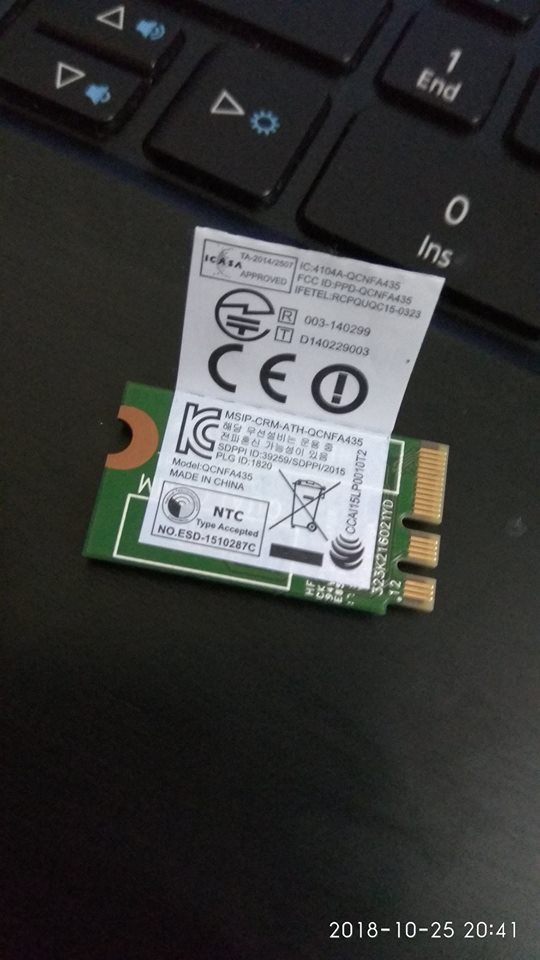 1
End
0
Ins
ICASA
TA-2014/2507
APPROVED
IC:4104A-QCNFA435
FCC ID:PPD-QCNFA435
IFETEL:RCPQUQC15-0323
R 003-140299
T D140229003
CE
MSIP-CRM-ATH-QCNFA435
해당 무선설비는 운용 중
전파혼신 가능성이 있음
SDPPI ID:39259/SDPPI/2015
PLG ID:1820
Model:QCNFA435
MADE IN CHINA
NTC
Type Accepted
NO.ESD-1510287C
CCAI15LP0010T2
323K216021YD
.12
2018-10-25 20:41